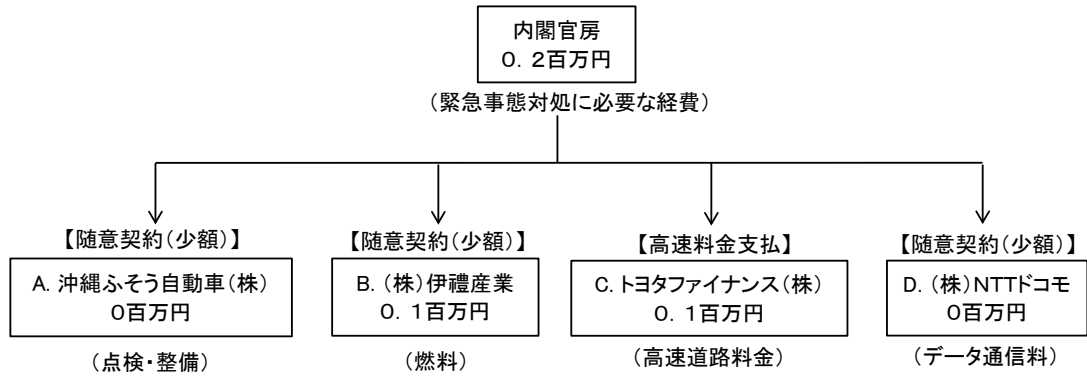 内閣官房
0．2百万円
（緊急事態対処に必要な経費）
【随意契約（少額）】
A．沖縄ふそう自動車（株）
0百万円
（点検・整備）
【随意契約（少額）】
B．（株）伊禮産業
0．1百万円
（燃料）
【高速料金支払】
C．トヨタファイナンス（株）
0．1百万円
（高速道路料金）
【随意契約（少額）】
D．（株）NTTドコモ
0百万円
（データ通信料）